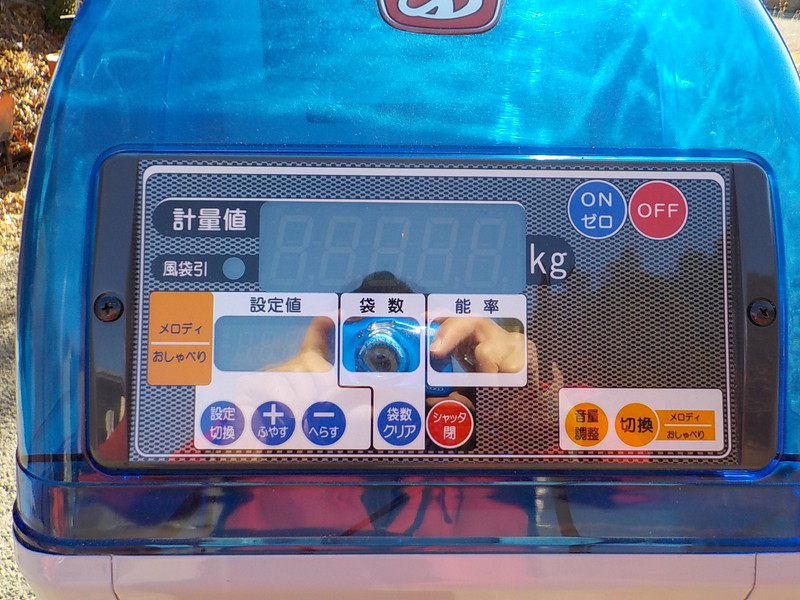 計量値
kg
ON
ゼロ
OFF
風袋引
メロディ
おしゃべり
設定値
袋数
能率
設定
切換
＋
ふやす
－
へらす
袋数
クリア
シャッタ
閉
音量
調整
切換
メロディ
おしゃべり